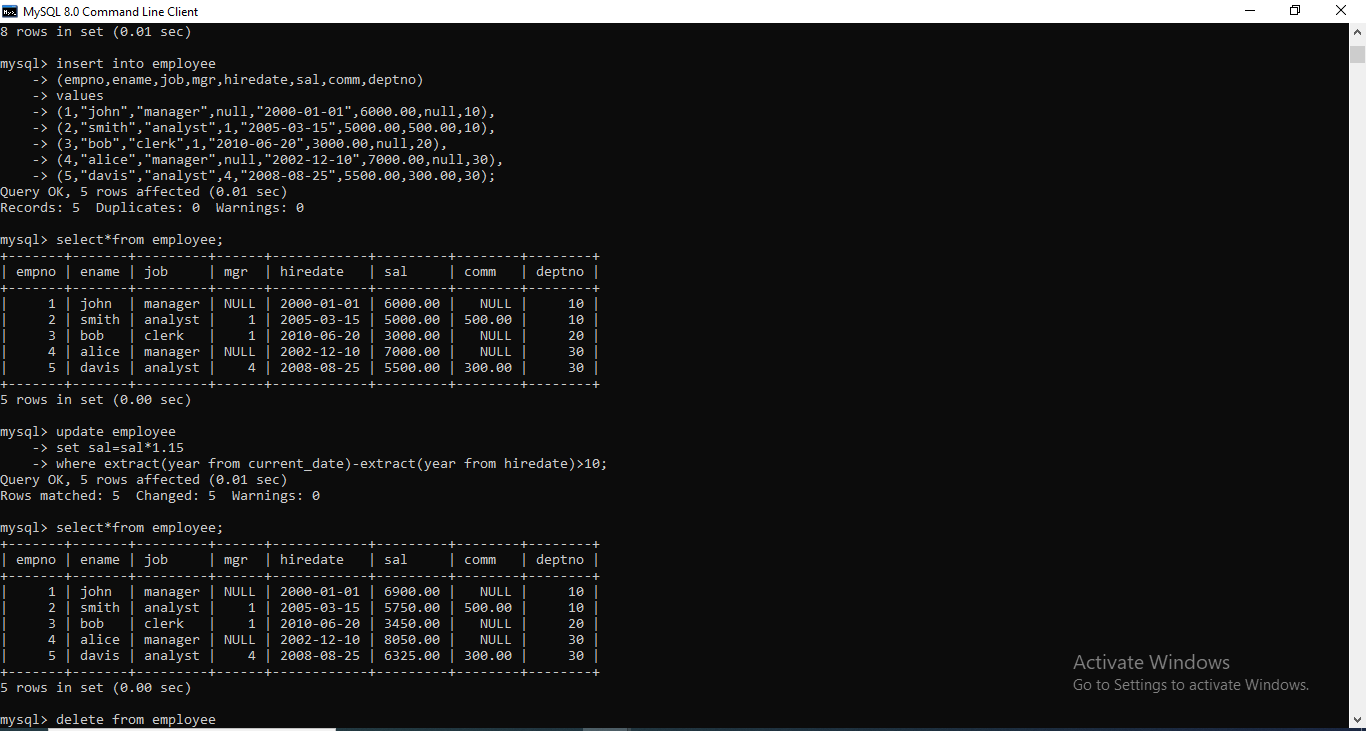 MySQL 8.0 Command Line Client
8 rows in set (0.01 sec)
mysql> insert into employee
    -> (empno,ename,job,mgr,hiredate,sal,comm,deptno)
    -> values
    -> (1,"john","manager",null,"2000-01-01",6000.00,null,10),
    -> (2,"smith","analyst",1,"2005-03-15",5000.00,500.00,10),
    -> (3,"bob","clerk",1,"2010-06-20",3000.00,null,20),
    -> (4,"alice","manager",null,"2002-12-10",7000.00,null,30),
    -> (5,"davis","analyst",4,"2008-08-25",5500.00,300.00,30);
Query OK, 5 rows affected (0.01 sec)
Records: 5  Duplicates: 0  Warnings: 0
mysql> select*from employee;
+-------+-------+---------+------+------------+---------+--------+--------+
| empno | ename | job     | mgr  | hiredate   | sal     | comm   | deptno |
+-------+-------+---------+------+------------+---------+--------+--------+
|     1 | john  | manager | NULL | 2000-01-01 | 6000.00 |   NULL |     10 |
|     2 | smith | analyst |    1 | 2005-03-15 | 5000.00 | 500.00 |     10 |
|     3 | bob   | clerk   |    1 | 2010-06-20 | 3000.00 |   NULL |     20 |
|     4 | alice | manager | NULL | 2002-12-10 | 7000.00 |   NULL |     30 |
|     5 | davis | analyst |    4 | 2008-08-25 | 5500.00 | 300.00 |     30 |
+-------+-------+---------+------+------------+---------+--------+--------+
5 rows in set (0.00 sec)
mysql> update employee
    -> set sal=sal*1.15
    -> where extract(year from current_date)-extract(year from hiredate)>10;
Query OK, 5 rows affected (0.01 sec)
Rows matched: 5  Changed: 5  Warnings: 0
mysql> select*from employee;
+-------+-------+---------+------+------------+---------+--------+--------+
| empno | ename | job     | mgr  | hiredate   | sal     | comm   | deptno |
+-------+-------+---------+------+------------+---------+--------+--------+
|     1 | john  | manager | NULL | 2000-01-01 | 6900.00 |   NULL |     10 |
|     2 | smith | analyst |    1 | 2005-03-15 | 5750.00 | 500.00 |     10 |
|     3 | bob   | clerk   |    1 | 2010-06-20 | 3450.00 |   NULL |     20 |
|     4 | alice | manager | NULL | 2002-12-10 | 8050.00 |   NULL |     30 |
|     5 | davis | analyst |    4 | 2008-08-25 | 6325.00 | 300.00 |     30 |
+-------+-------+---------+------+------------+---------+--------+--------+
5 rows in set (0.00 sec)
mysql> delete from employee
Activate Windows
Go to Settings to activate Windows.